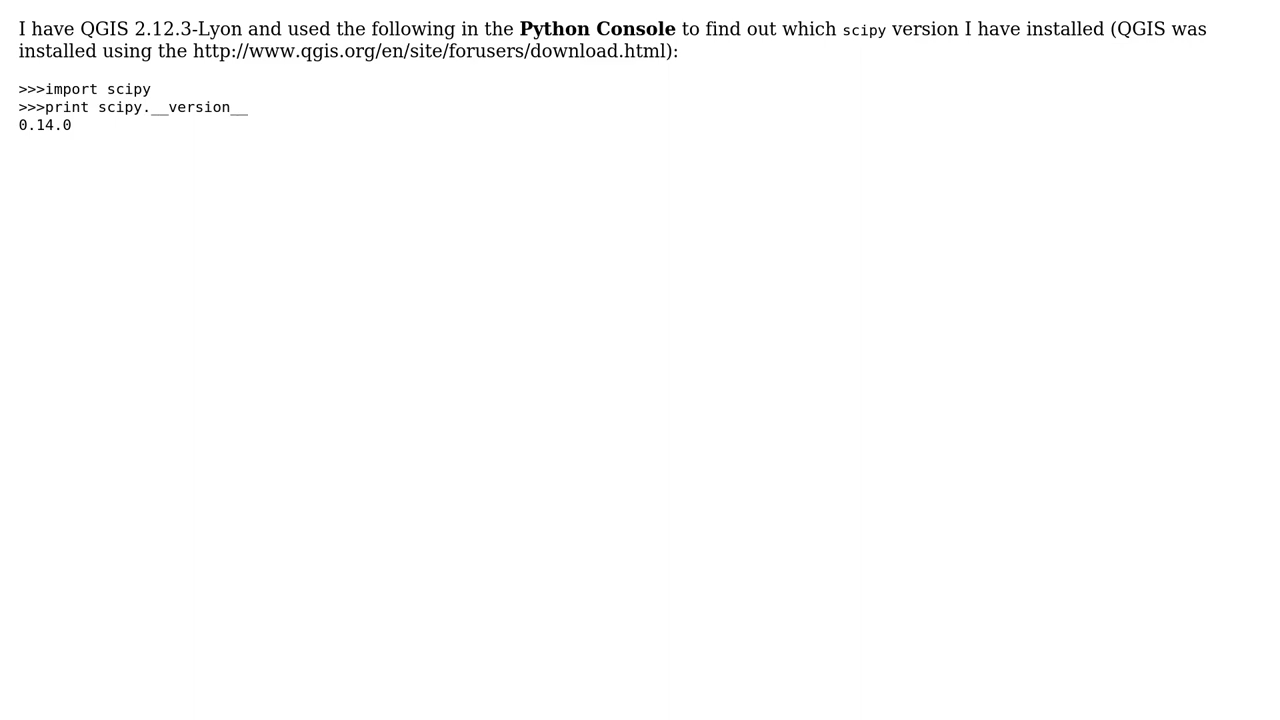 I have QGIS 2.12.3-Lyon and used the following in the Python Console to find out which scipy version I have installed (QGIS was
installed using the http://www.qgis.org/en/site/forusers/download.html):
>>>import scipy
>>>print scipy.__version__
0.14.0